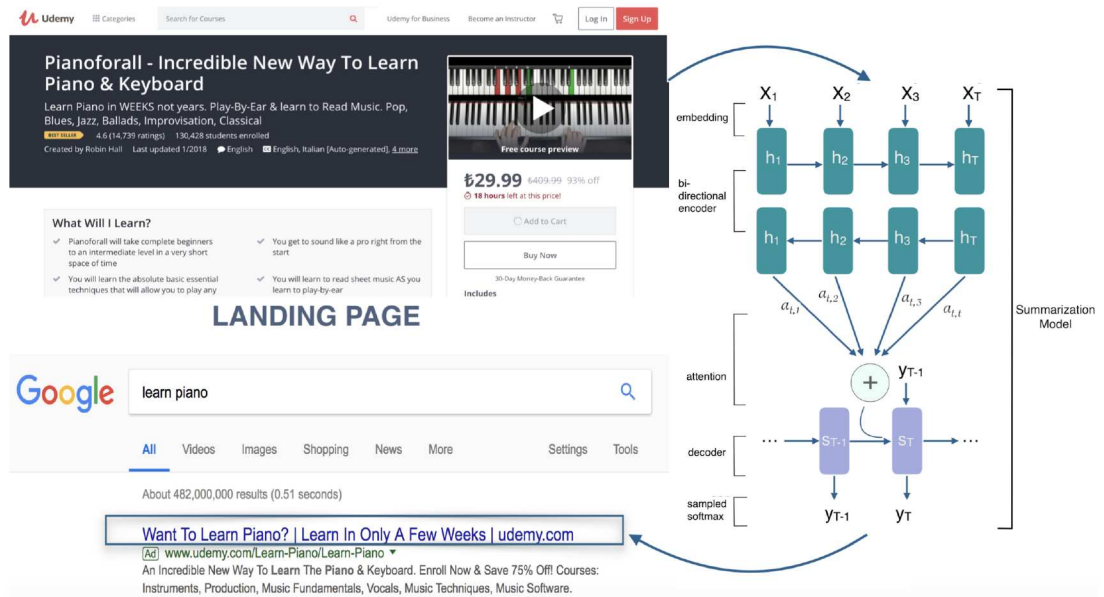 Udemy
Categories
Search for Courses
Udemy for Business
Become an Instructor
Log In
Sign Up
Pianoforall - Incredible New Way To Learn
Piano & Keyboard
Learn Piano in WEEKS not years. Play-By-Ear & learn to Read Music. Pop,
Blues, Jazz, Ballads, Improvisation, Classical
BEST SELLER 4.6 (14,739 ratings) 130,428 students enrolled
Created by Robin Hall Last updated 1/2018 English English, Italian [Auto-generated], 4 more
Free course preview
₺29.99 ₺409.99 93% off
18 hours left at this price!
Add to Cart
Buy Now
30-Day Money-Back Guarantee
Includes
What Will I Learn?
Pianoforall will take complete beginners
to an intermediate level in a very short
space of time
You will learn the absolute basic essential
techniques that will allow you to play any
You get to sound like a pro right from the
start
You will learn to read sheet music AS you
learn to play-by-ear
LANDING PAGE
Google
learn piano
All Videos Images Shopping News More Settings Tools
About 482,000,000 results (0.51 seconds)
Want To Learn Piano? | Learn In Only A Few Weeks | udemy.com
Ad www.udemy.com/Learn-Piano/Learn-Piano
An Incredible New Way To Learn The Piano & Keyboard. Enroll Now & Save 75% Off! Courses:
Instruments, Production, Music Fundamentals, Vocals, Music Techniques, Music Software.
X1 X2 X3 XT
embedding
h1 h2 h3 hT
bi-
directional
encoder
h1 h2 h3 hT
at,1 at,2 at,3 at,t
attention
+
yT-1
decoder
... sT-1 sT ...
sampled
softmax
yT-1 yT
Summarization
Model